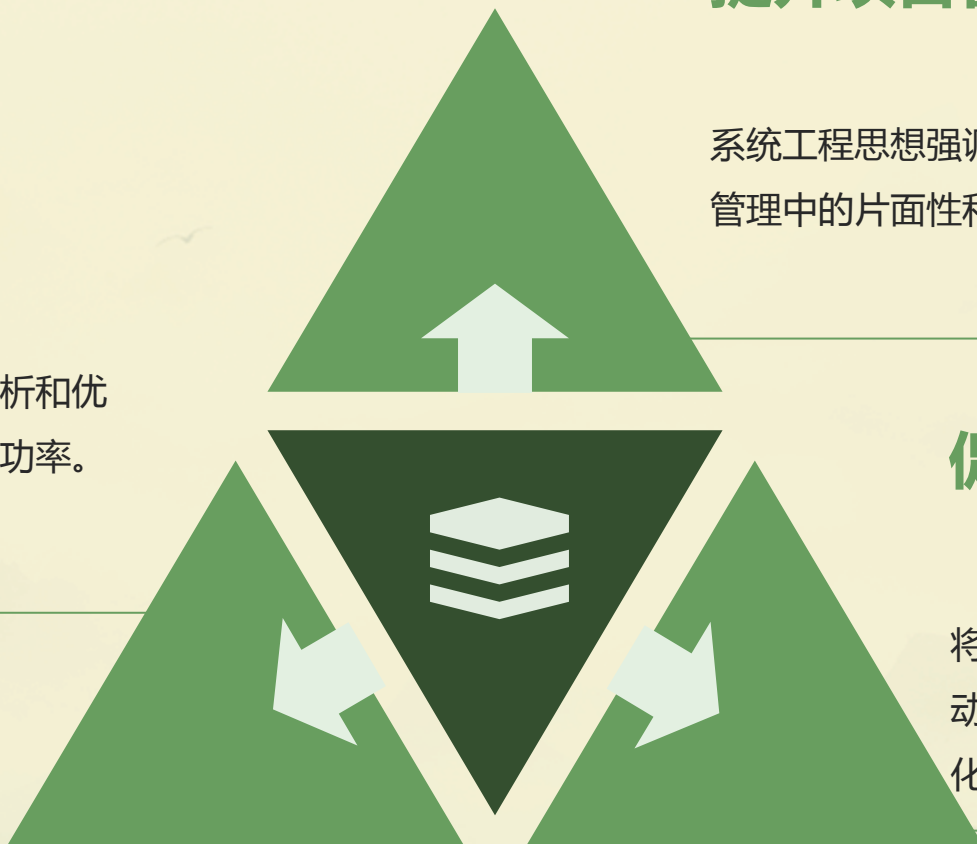 系统工程思想强调
管理中的片面性和
析和优
功率。
将
动
化